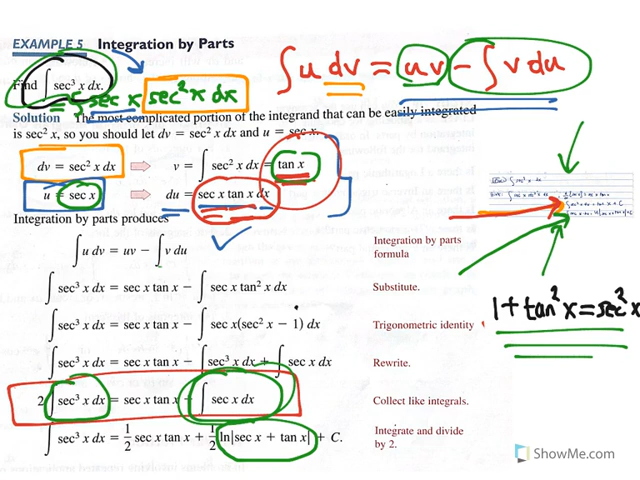 EXAMPLE 5 Integration by Parts
∫ u dv = uv − ∫ v du
Find ∫ sec³ x dx.
= ∫ sec x sec² x dx
Solution The most complicated portion of the integrand that can be easily integrated
is sec² x, so you should let dv = sec² x dx and u = sec x.
dv = sec² x dx ⇨ v = ∫ sec² x dx = tan x
u = sec x ⇨ du = sec x tan x dx
Integration by parts produces
∫ u dv = uv − ∫ v du Integration by parts formula
∫ sec³ x dx = sec x tan x − ∫ sec x tan² x dx Substitute.
1 + tan² x = sec² x
∫ sec³ x dx = sec x tan x − ∫ sec x(sec² x − 1) dx Trigonometric identity
∫ sec³ x dx = sec x tan x − ∫ sec³ x dx + ∫ sec x dx Rewrite.
2 ∫ sec³ x dx = sec x tan x + ∫ sec x dx Collect like integrals.
∫ sec³ x dx = 1/2 sec x tan x + 1/2 ln|sec x + tan x| + C. Integrate and divide by 2.
ShowMe.com